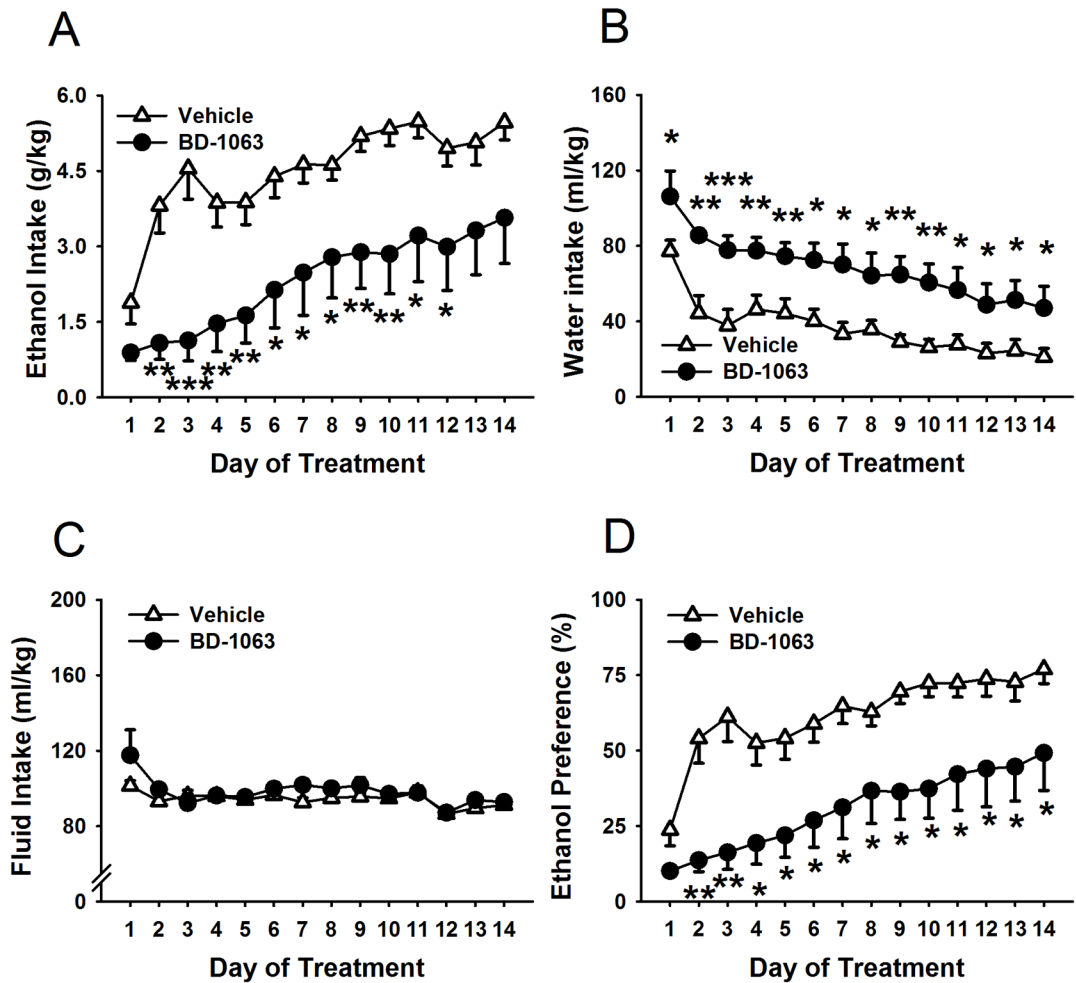 A
Ethanol Intake (g/kg)
6.0
4.5
3.0
1.5
0.0
Vehicle
BD-1063
** *** ** ** * * * ** ** * *
1 2 3 4 5 6 7 8 9 10 11 12 13 14
Day of Treatment
B
Water intake (ml/kg)
160
120
80
40
0
* ** *** ** ** * * * ** ** * * * *
Vehicle
BD-1063
1 2 3 4 5 6 7 8 9 10 11 12 13 14
Day of Treatment
C
Fluid Intake (ml/kg)
200
160
120
80
0
Vehicle
BD-1063
1 2 3 4 5 6 7 8 9 10 11 12 13 14
Day of Treatment
D
Ethanol Preference (%)
100
75
50
25
0
Vehicle
BD-1063
** ** * * * * * * * * * * *
1 2 3 4 5 6 7 8 9 10 11 12 13 14
Day of Treatment